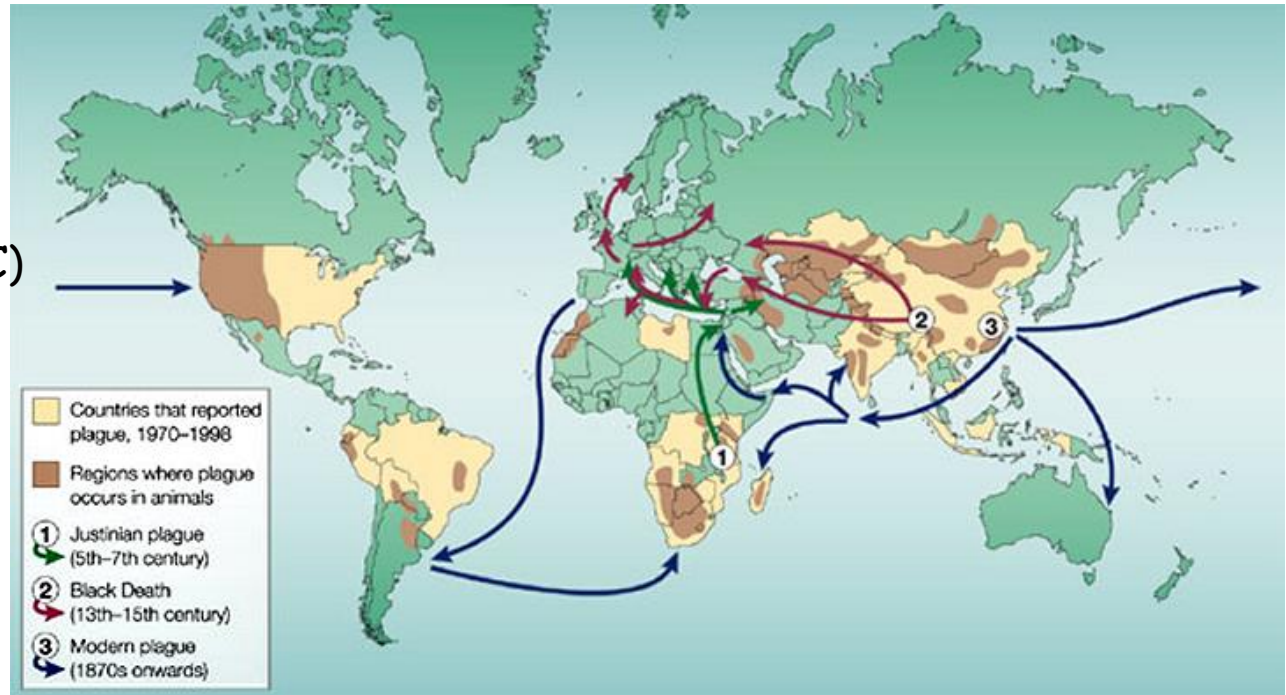 C)
2
3
1
Countries that reported
plague, 1970–1998
Regions where plague
occurs in animals
1 Justinian plague
(5th–7th century)
2 Black Death
(13th–15th century)
3 Modern plague
(1870s onwards)